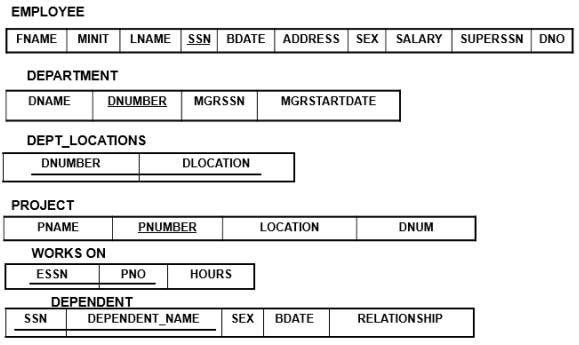 EMPLOYEE
FNAME MINIT LNAME SSN BDATE ADDRESS SEX SALARY SUPERSSN DNO
DEPARTMENT
DNAME DNUMBER MGRSSN MGRSTARTDATE
DEPT_LOCATIONS
DNUMBER DLOCATION
PROJECT
PNAME PNUMBER LOCATION DNUM
WORKS ON
ESSN PNO HOURS
DEPENDENT
SSN DEPENDENT_NAME SEX BDATE RELATIONSHIP